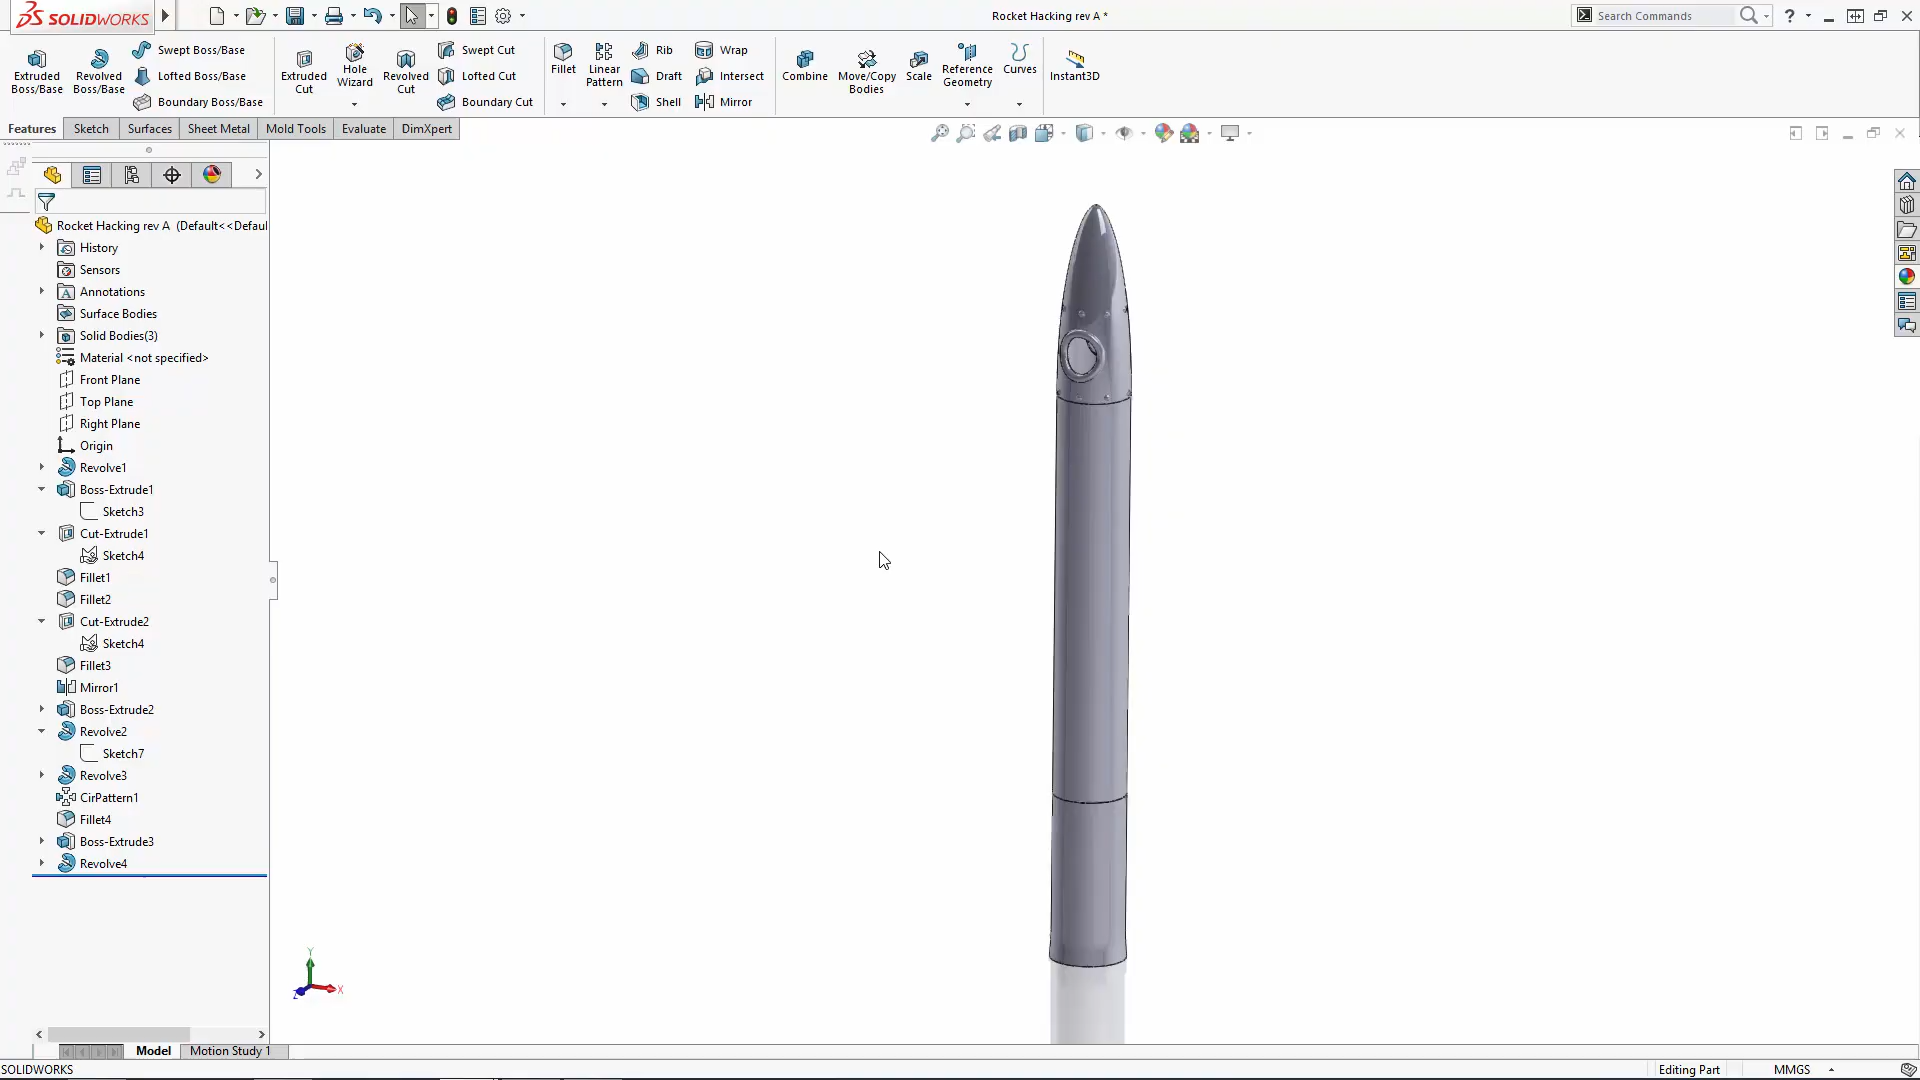 SOLIDWORKS
Rocket Hacking rev A *
Search Commands
Extruded Boss/Base
Revolved Boss/Base
Swept Boss/Base
Lofted Boss/Base
Boundary Boss/Base
Extruded Cut
Hole Wizard
Revolved Cut
Swept Cut
Lofted Cut
Boundary Cut
Fillet
Linear Pattern
Rib
Draft
Shell
Wrap
Intersect
Mirror
Combine
Move/Copy Bodies
Scale
Reference Geometry
Curves
Instant3D
Features
Sketch
Surfaces
Sheet Metal
Mold Tools
Evaluate
DimXpert
Rocket Hacking rev A (Default<<Defaul
History
Sensors
Annotations
Surface Bodies
Solid Bodies(3)
Material <not specified>
Front Plane
Top Plane
Right Plane
Origin
Revolve1
Boss-Extrude1
Sketch3
Cut-Extrude1
Sketch4
Fillet1
Fillet2
Cut-Extrude2
Sketch4
Fillet3
Mirror1
Boss-Extrude2
Revolve2
Sketch7
Revolve3
CirPattern1
Fillet4
Boss-Extrude3
Revolve4
Y
X
Z
Model
Motion Study 1
SOLIDWORKS
Editing Part
MMGS